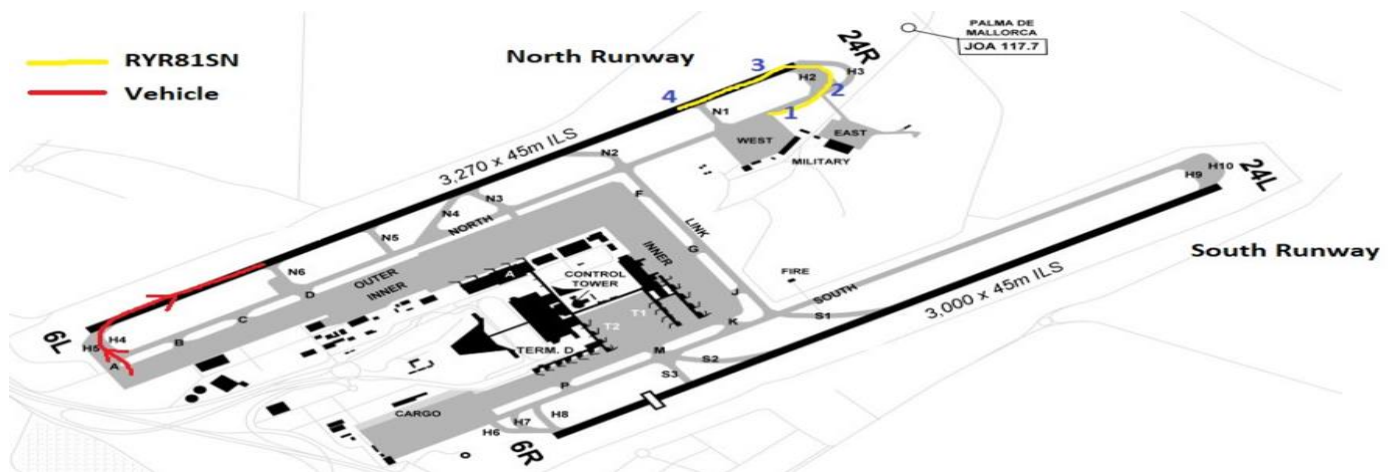 RYR81SN
Vehicle
North Runway
South Runway
PALMA DE
MALLORCA
JOA 117.7
24R
H3
H2
3
2
4
1
N1
WEST
EAST
MILITARY
3,270 x 45m ILS
N2
N3
N4
NORTH
N5
N6
F
LINK
G
INNER
J
K
OUTER
INNER
D
C
B
A
H4
H5
6L
A
CONTROL
TOWER
T1
T2
TERM. D
FIRE
SOUTH
S1
S2
S3
M
P
CARGO
H6
H7
H8
6R
3,000 x 45m ILS
H9
H10
24L